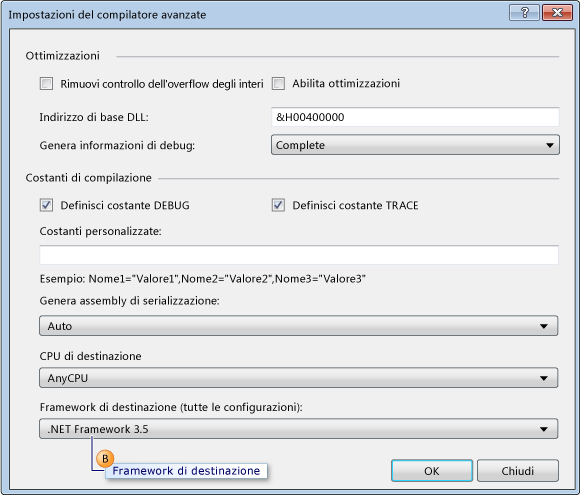 Impostazioni del compilatore avanzate
?
Ottimizzazioni
Rimuovi controllo dell'overflow degli interi
Abilita ottimizzazioni
Indirizzo di base DLL:
&H00400000
Genera informazioni di debug:
Complete
Costanti di compilazione
Definisci costante DEBUG
Definisci costante TRACE
Costanti personalizzate:
Esempio: Nome1="Valore1",Nome2="Valore2",Nome3="Valore3"
Genera assembly di serializzazione:
Auto
CPU di destinazione
AnyCPU
Framework di destinazione (tutte le configurazioni):
.NET Framework 3.5
B
Framework di destinazione
OK
Chiudi